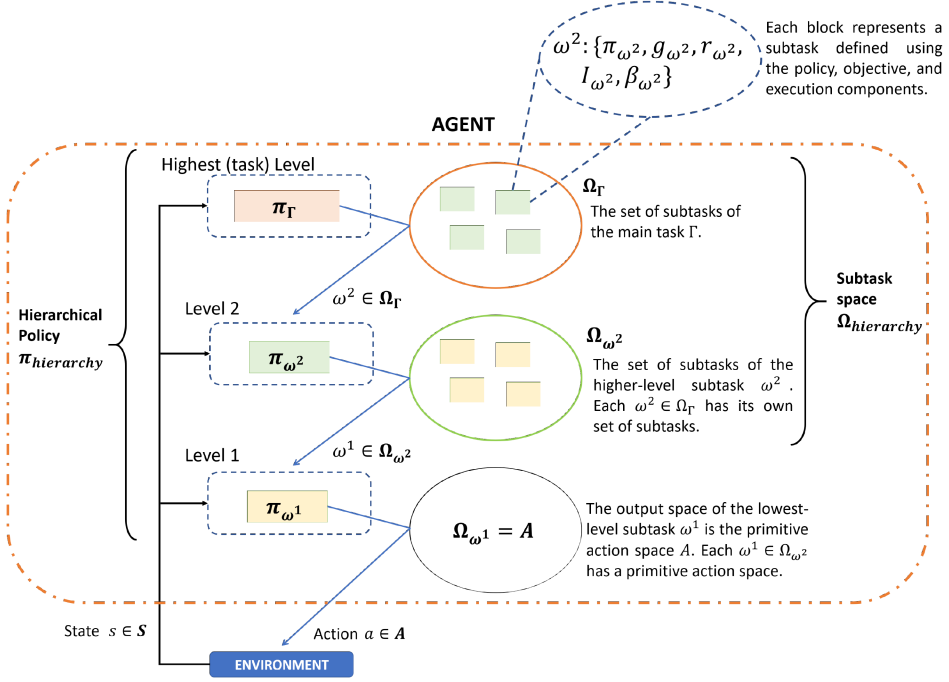 ω²: {π_ω², g_ω², r_ω²,
I_ω², β_ω²}
Each block represents a
subtask defined using
the policy, objective, and
execution components.
AGENT
Highest (task) Level
π_Γ
Ω_Γ
The set of subtasks of
the main task Γ.
ω² ∈ Ω_Γ
Hierarchical
Policy
π_hierarchy
Subtask
space
Ω_hierarchy
Level 2
π_ω²
Ω_ω²
The set of subtasks of the
higher-level subtask ω² .
Each ω² ∈ Ω_Γ has its own
set of subtasks.
ω¹ ∈ Ω_ω²
Level 1
π_ω¹
Ω_ω¹ = A
The output space of the lowest-
level subtask ω¹ is the primitive
action space A. Each ω¹ ∈ Ω_ω²
has a primitive action space.
State s ∈ S
Action a ∈ A
ENVIRONMENT